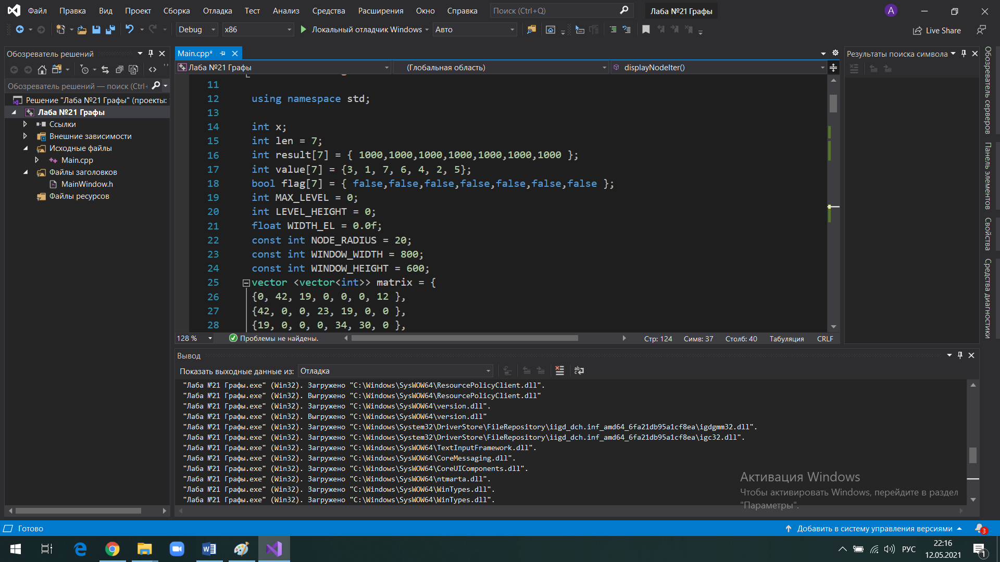 Файл Правка Вид Проект Сборка Отладка Тест Анализ Средства Расширения Окно Справка Поиск (Ctrl+Q) Лаба №21 Графы A
Debug x86 Локальный отладчик Windows Авто Live Share
Обозреватель решений
Обозреватель решений — поиск (Ctrl+
Решение "Лаба №21 Графы" (проекты:
Лаба №21 Графы
Ссылки
Внешние зависимости
Исходные файлы
Main.cpp
Файлы заголовков
MainWindow.h
Файлы ресурсов
Main.cpp*
Лаба №21 Графы (Глобальная область) displayNodeIter()
11
12 using namespace std;
13
14 int x;
15 int len = 7;
16 int result[7] = { 1000,1000,1000,1000,1000,1000,1000 };
17 int value[7] = {3, 1, 7, 6, 4, 2, 5};
18 bool flag[7] = { false,false,false,false,false,false,false };
19 int MAX_LEVEL = 0;
20 int LEVEL_HEIGHT = 0;
21 float WIDTH_EL = 0.0f;
22 const int NODE_RADIUS = 20;
23 const int WINDOW_WIDTH = 800;
24 const int WINDOW_HEIGHT = 600;
25 vector <vector<int>> matrix = {
26 {0, 42, 19, 0, 0, 0, 12 },
27 {42, 0, 0, 23, 19, 0, 0 },
28 {19, 0, 0, 0, 34, 30, 0 },
128 % Проблемы не найдены. Стр: 124 Симв: 37 Столб: 40 Табуляция CRLF
Результаты поиска символа
Обозреватель серверов
Панель элементов
Свойства
Средства диагностики
Вывод
Показать выходные данные из: Отладка
"Лаба №21 Графы.exe" (Win32). Загружено "C:\Windows\SysWOW64\ResourcePolicyClient.dll".
"Лаба №21 Графы.exe" (Win32). Выгружено "C:\Windows\SysWOW64\ResourcePolicyClient.dll"
"Лаба №21 Графы.exe" (Win32). Загружено "C:\Windows\SysWOW64\version.dll".
"Лаба №21 Графы.exe" (Win32). Выгружено "C:\Windows\SysWOW64\version.dll"
"Лаба №21 Графы.exe" (Win32). Загружено "C:\Windows\System32\DriverStore\FileRepository\iigd_dch.inf_amd64_6fa21db95a1cf8ea\igdgmm32.dll".
"Лаба №21 Графы.exe" (Win32). Загружено "C:\Windows\System32\DriverStore\FileRepository\iigd_dch.inf_amd64_6fa21db95a1cf8ea\igc32.dll".
"Лаба №21 Графы.exe" (Win32). Загружено "C:\Windows\SysWOW64\TextInputFramework.dll".
"Лаба №21 Графы.exe" (Win32). Загружено "C:\Windows\SysWOW64\CoreMessaging.dll".
"Лаба №21 Графы.exe" (Win32). Загружено "C:\Windows\SysWOW64\CoreUIComponents.dll".
"Лаба №21 Графы.exe" (Win32). Загружено "C:\Windows\SysWOW64\ntmarta.dll".
"Лаба №21 Графы.exe" (Win32). Загружено "C:\Windows\SysWOW64\WinTypes.dll".
"Лаба №21 Графы.exe" (Win32). Загружено "C:\Windows\SysWOW64\WinTypes.dll".
Активация Windows
Чтобы активировать Windows, перейдите в раздел
"Параметры".
Готово Добавить в систему управления версиями 3
РУС 22:16
12.05.2021 1